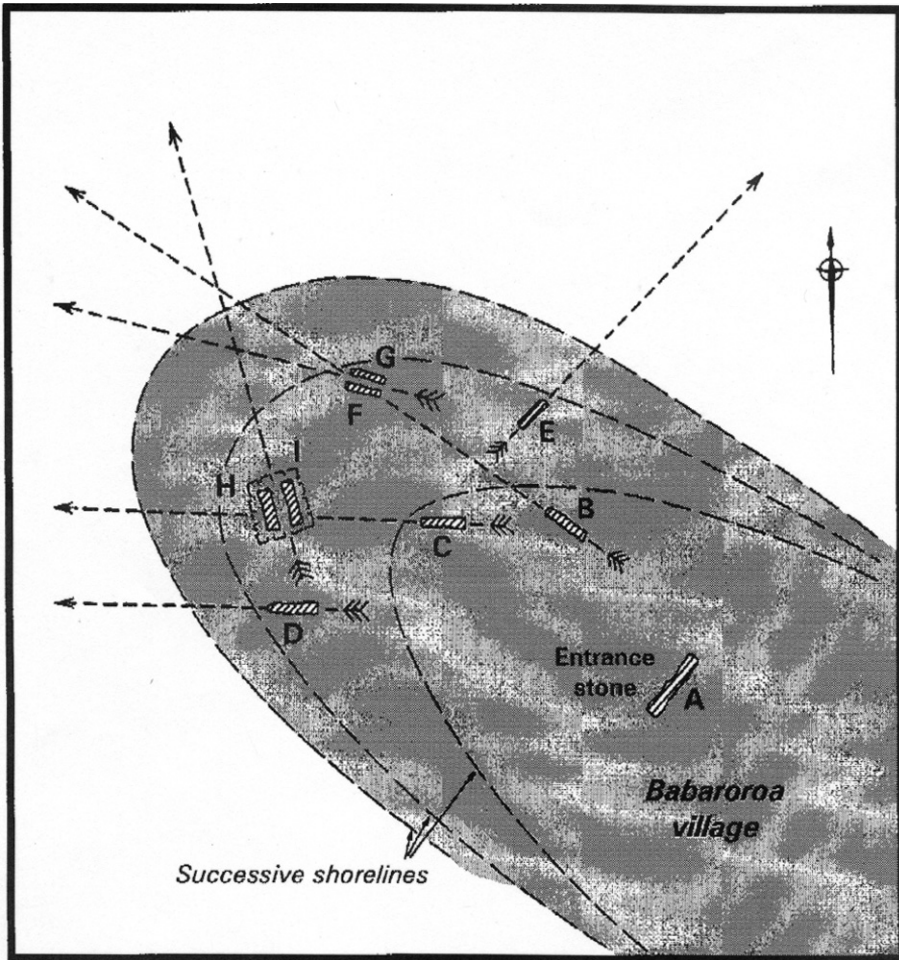 G
F
E
I
H
B
C
D
Entrance
stone
A
Babaroroa
village
Successive shorelines